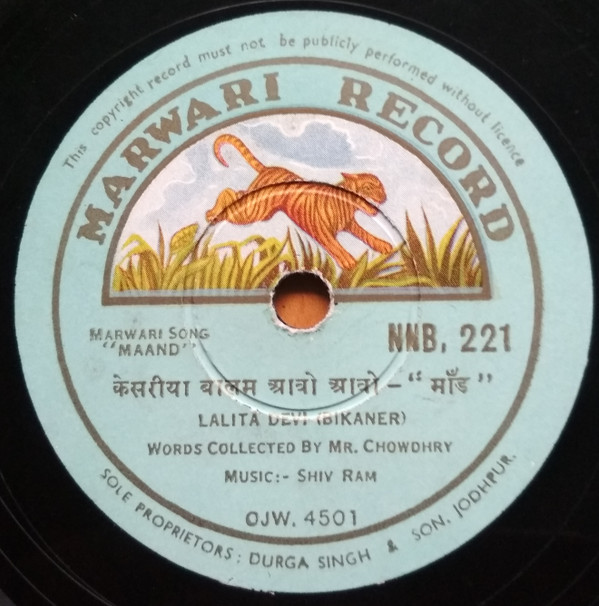 This copyright record must not be publicly performed without licence
MARWARI RECORD
MARWARI SONG
"MAAND"
NNB. 221
केसरीया बालम आवो आवो - "माँड"
LALITA DEVI (BIKANER)
WORDS COLLECTED BY MR. CHOWDHRY
MUSIC:- SHIV RAM
OJW. 4501
SOLE PROPRIETORS: DURGA SINGH & SON, JODHPUR.